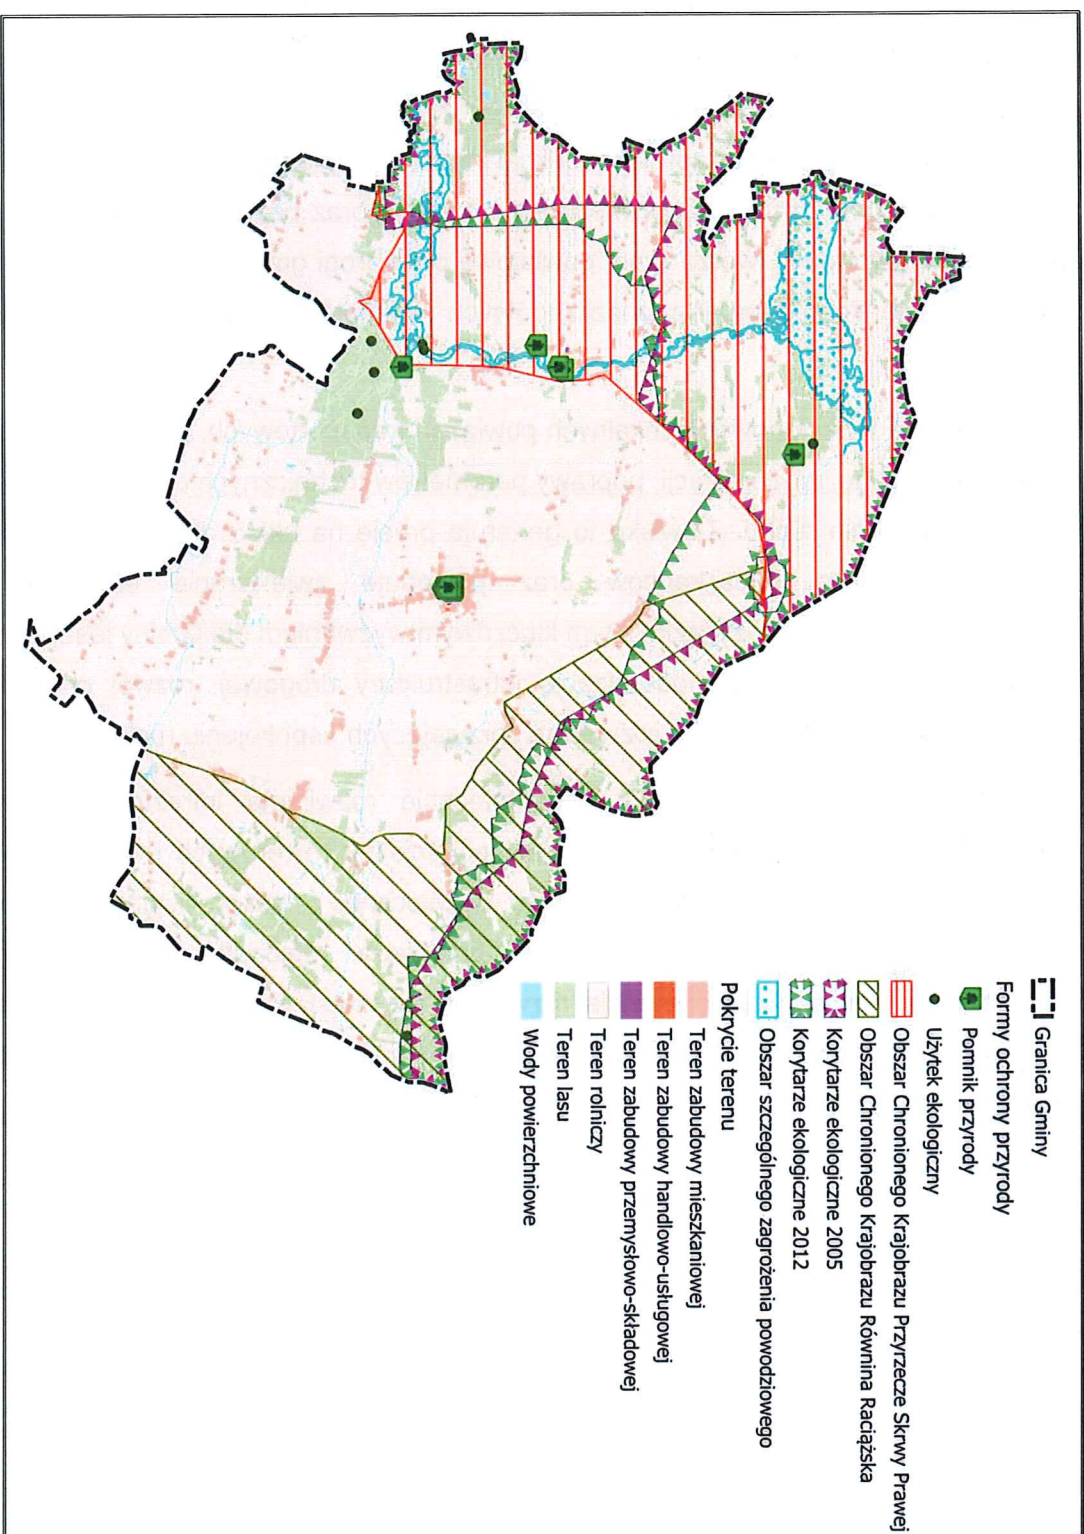 Granica Gminy
Formy ochrony przyrody
Pomnik przyrody
Użytek ekologiczny
Obszar Chronionego Krajobrazu Przyrzecze Skrwy Prawej
Obszar Chronionego Krajobrazu Równina Raciążska
Korytarze ekologiczne 2005
Korytarze ekologiczne 2012
Obszar szczególnego zagrożenia powodziowego
Pokrycie terenu
Teren zabudowy mieszkaniowej
Teren zabudowy handlowo-usługowej
Teren zabudowy przemysłowo-składowej
Teren rolniczy
Teren lasu
Wody powierzchniowe